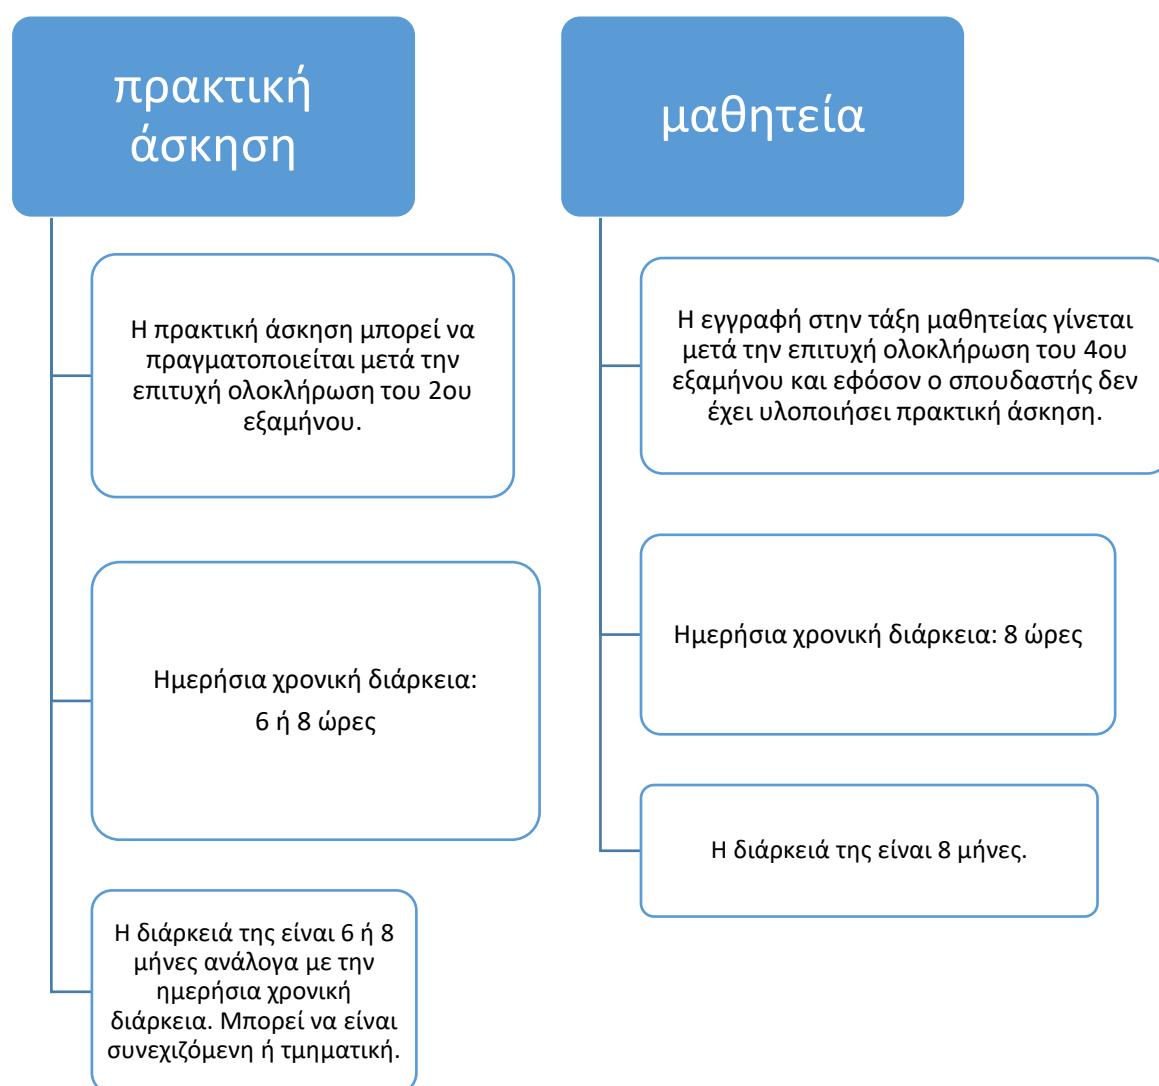 πρακτική
άσκηση
Η πρακτική άσκηση μπορεί να
πραγματοποιείται μετά την
επιτυχή ολοκλήρωση του 2ου
εξαμήνου.
Ημερήσια χρονική διάρκεια:
6 ή 8 ώρες
Η διάρκειά της είναι 6 ή 8
μήνες ανάλογα με την
ημερήσια χρονική
διάρκεια. Μπορεί να είναι
συνεχιζόμενη ή τμηματική.
μαθητεία
Η εγγραφή στην τάξη μαθητείας γίνεται
μετά την επιτυχή ολοκλήρωση του 4ου
εξαμήνου και εφόσον ο σπουδαστής δεν
έχει υλοποιήσει πρακτική άσκηση.
Ημερήσια χρονική διάρκεια: 8 ώρες
Η διάρκειά της είναι 8 μήνες.